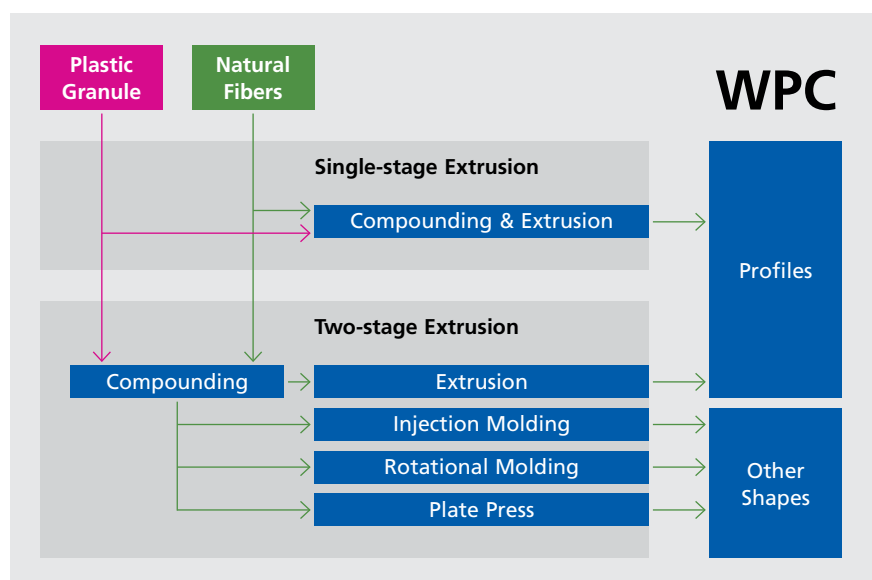 Plastic
Granule
Natural
Fibers
WPC
Single-stage Extrusion
Compounding & Extrusion
Profiles
Two-stage Extrusion
Compounding
Extrusion
Injection Molding
Rotational Molding
Plate Press
Other
Shapes